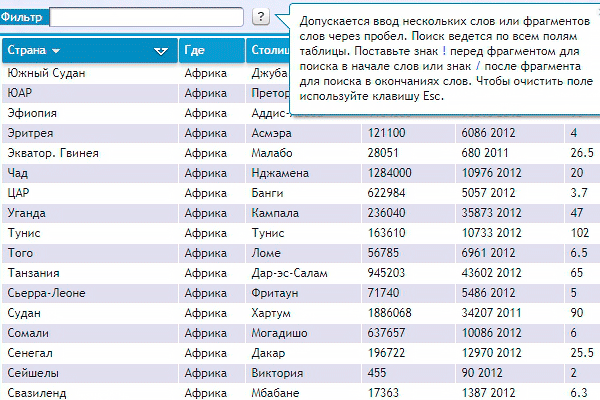 Фильтр ?
Допускается ввод нескольких слов или фрагментов
слов через пробел. Поиск ведется по всем полям
таблицы. Поставьте знак ! перед фрагментом для
поиска в начале слов или знак / после фрагмента
для поиска в окончаниях слов. Чтобы очистить поле
используйте клавишу Esc.
Страна Где
Южный Судан Африка Джуба
ЮАР Африка
Эфиопия Африка
Эритрея Африка Асмэра 121100 6086 2012 4
Экватор. Гвинея Африка Малабо 28051 680 2011 26.5
Чад Африка Нджамена 1284000 10976 2012 20
ЦАР Африка Банги 622984 5057 2012 3.7
Уганда Африка Кампала 236040 35873 2012 47
Тунис Африка Тунис 163610 10733 2012 102
Того Африка Ломе 56785 6961 2012 6.5
Танзания Африка Дар-эс-Салам 945203 43602 2012 65
Сьерра-Леоне Африка Фритаун 71740 5486 2012 5
Судан Африка Хартум 1886068 34207 2011 90
Сомали Африка Могадишо 637657 10086 2012 6
Сенегал Африка Дакар 196722 12970 2012 25.5
Сейшелы Африка Виктория 455 90 2012 2
Свазиленд Африка Мбабане 17363 1387 2012 6.3